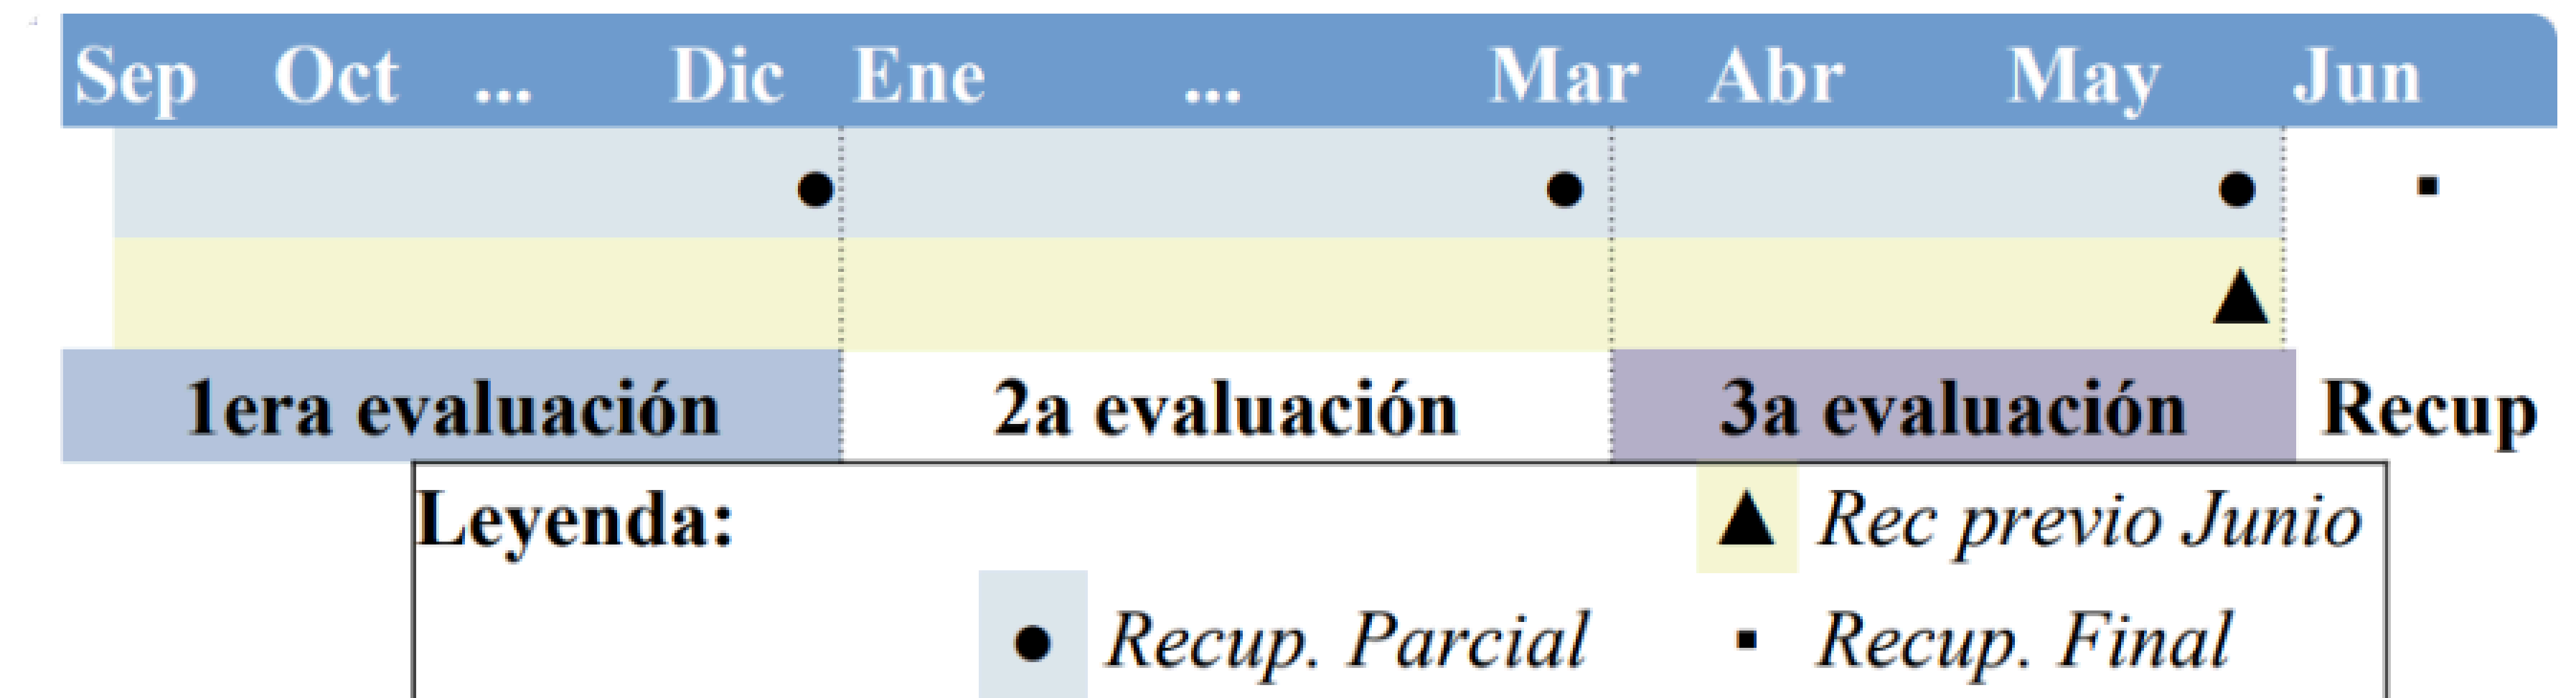 Sep Oct ... Dic Ene ... Mar Abr May Jun
1era evaluación 2a evaluación 3a evaluación Recup
Leyenda: ▲ Rec previo Junio
● Recup. Parcial ▪ Recup. Final